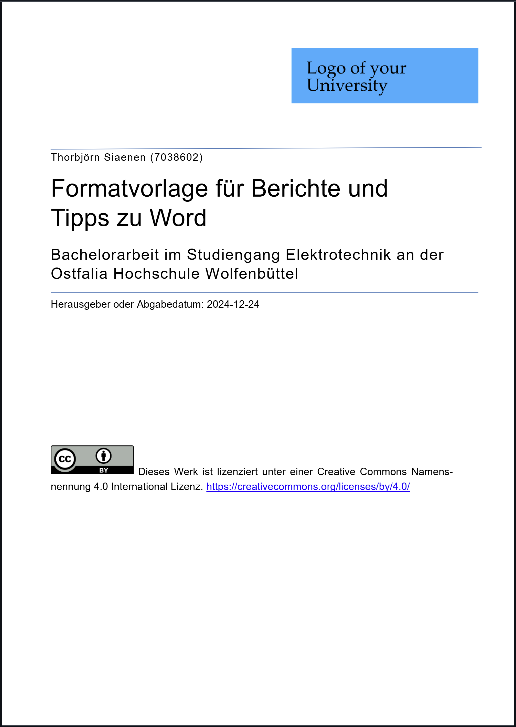 Logo of your
University
Thorbjörn Siaenen (7038602)
Formatvorlage für Berichte und
Tipps zu Word
Bachelorarbeit im Studiengang Elektrotechnik an der
Ostfalia Hochschule Wolfenbüttel
Herausgeber oder Abgabedatum: 2024-12-24
cc BY Dieses Werk ist lizenziert unter einer Creative Commons Namens-
nennung 4.0 International Lizenz. https://creativecommons.org/licenses/by/4.0/